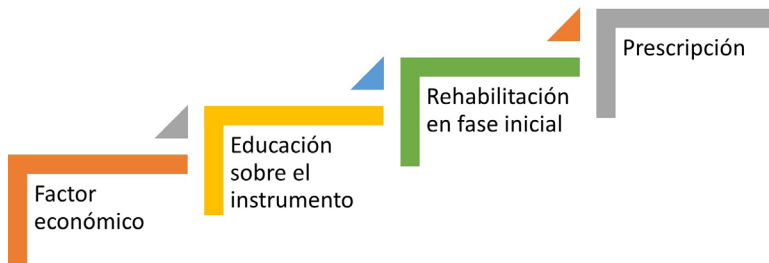 Factor
económico
Educación
sobre el
instrumento
Rehabilitación
en fase inicial
Prescripción